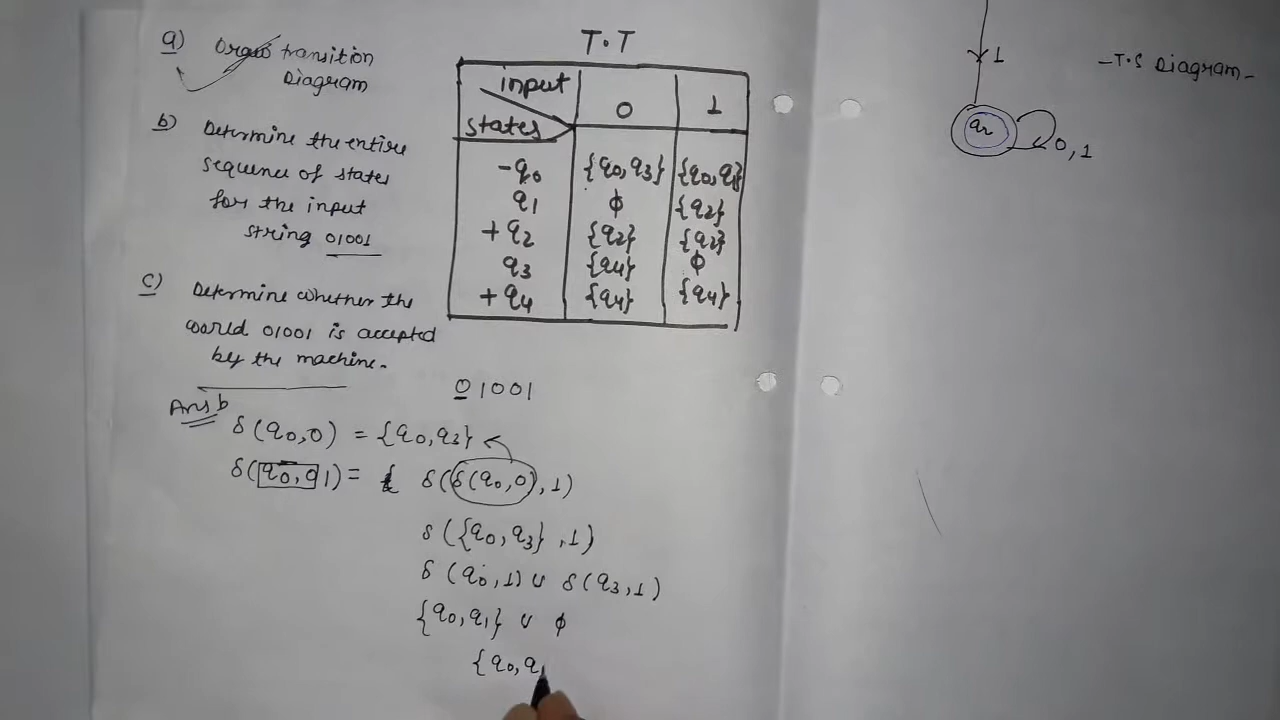 a) Draw transition
Diagram
b) Determine the entire
sequence of states
for the input
string 01001
c) Determine whether the
world 01001 is accepted
by the machine.
T.T
input
states 0 1
-q0 {q0,q3} {q0,q1}
q1 ϕ {q2}
+q2 {q2} {q2}
q3 {q4} ϕ
+q4 {q4} {q4}
1
-T.S Diagram-
q2
0,1
01001
Ans b
δ(q0,0) = {q0,q3}
δ(q0,01) = δ(δ(q0,0),1)
δ({q0,q3},1)
δ(q0,1) ∪ δ(q3,1)
{q0,q1} ∪ ϕ
{q0,q